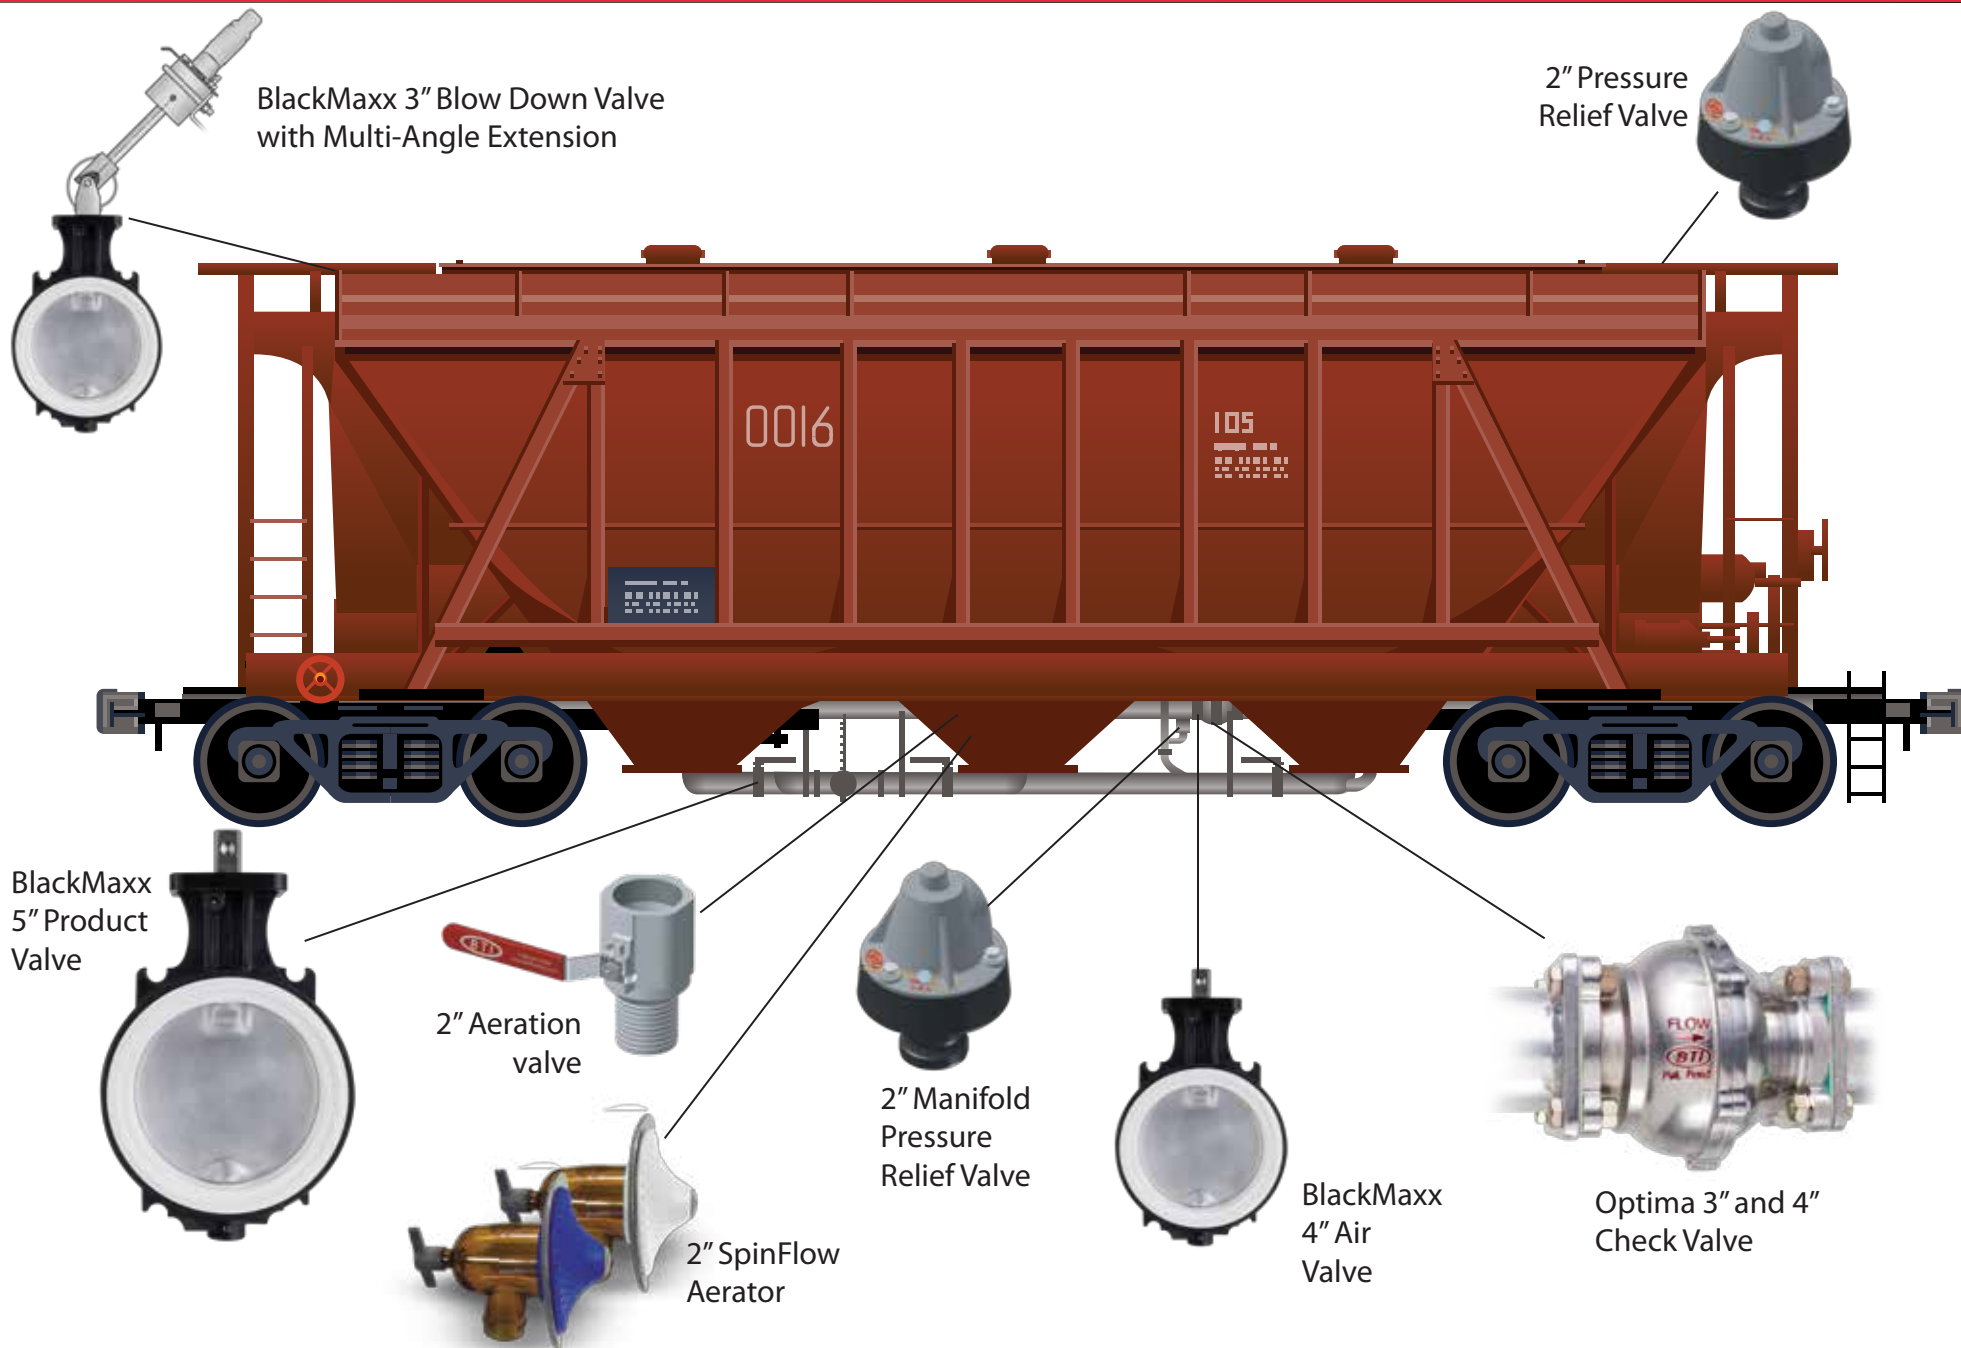 BlackMaxx 3” Blow Down Valve
with Multi-Angle Extension
2” Pressure
Relief Valve
0016
105
BlackMaxx
5” Product
Valve
BTI
2” Aeration
valve
2” SpinFlow
Aerator
2” Manifold
Pressure
Relief Valve
BlackMaxx
4” Air
Valve
FLOW
BTI
Pat. Pend
Optima 3” and 4”
Check Valve